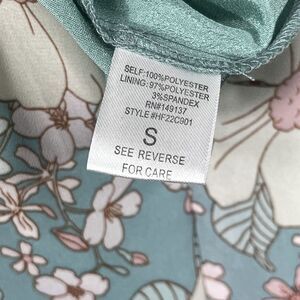 SELF:100%POLYESTER
LINING:97%POLYESTER
3%SPANDEX
RN#149137
STYLE #HF22C901
S
SEE REVERSE
FOR CARE